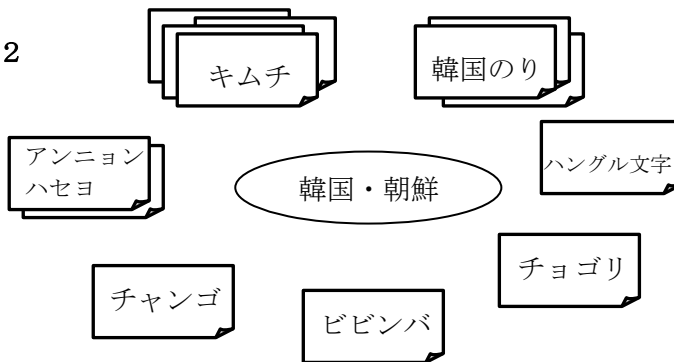 2
キムチ
韓国のり
アンニョン
ハセヨ
韓国・朝鮮
ハングル文字
チョゴリ
チャンゴ
ビビンバ